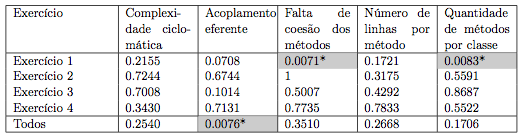 Exercício Complexi- Acoplamento Falta de Número de Quantidade
dade ciclo- eferente coesão dos linhas por de métodos
mática métodos método por classe
Exercício 1 0.2155 0.0708 0.0071* 0.1721 0.0083*
Exercício 2 0.7244 0.6744 1 0.3175 0.5591
Exercício 3 0.7008 0.1014 0.5007 0.4292 0.8687
Exercício 4 0.3430 0.7131 0.7735 0.7833 0.5522
Todos 0.2540 0.0076* 0.3510 0.2668 0.1706